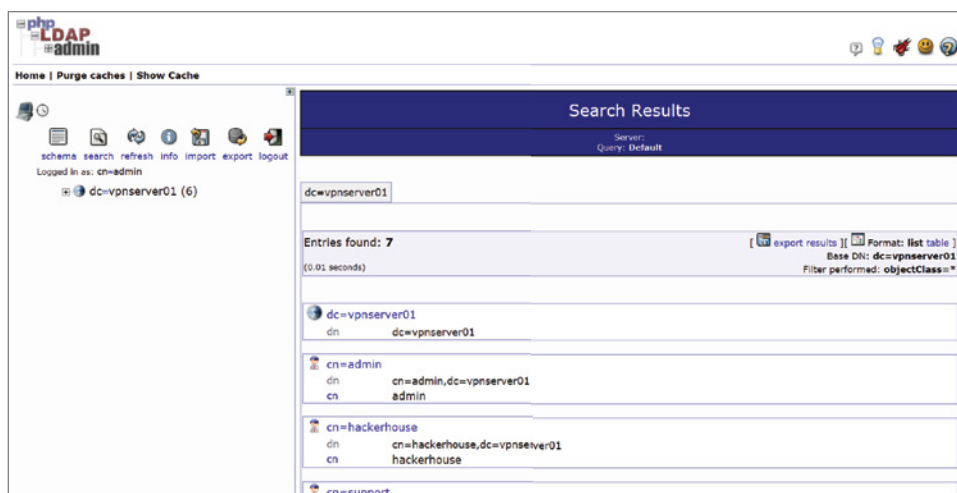 php
LDAP
admin
Home | Purge caches | Show Cache
schema search refresh info import export logout
Logged in as: cn=admin
dc=vpnserver01 (6)
Search Results
Server:
Query: Default
dc=vpnserver01
Entries found: 7
[ export results ][ Format: list table ]
Base DN: dc=vpnserver01
(0.01 seconds)
Filter performed: objectClass=*
dc=vpnserver01
dn dc=vpnserver01
cn=admin
dn cn=admin,dc=vpnserver01
cn admin
cn=hackerhouse
dn cn=hackerhouse,dc=vpnserver01
cn hackerhouse
cn=support